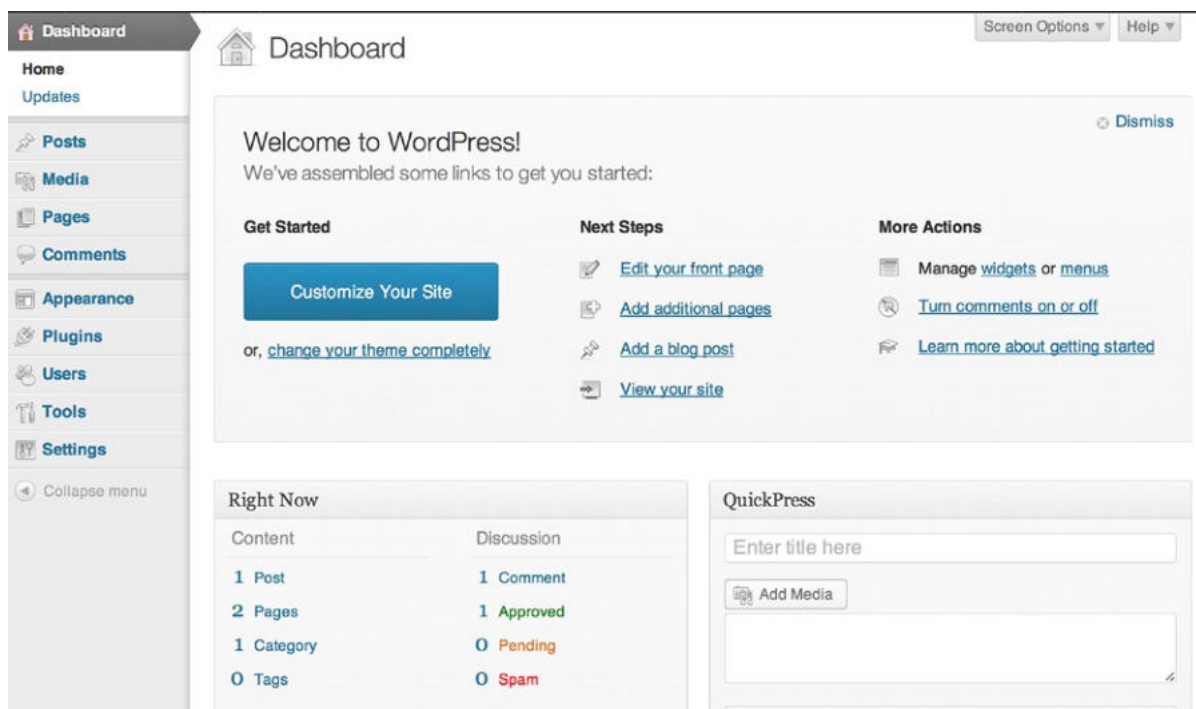 Dashboard
Home
Updates
Posts
Media
Pages
Comments
Appearance
Plugins
Users
Tools
Settings
Collapse menu
Screen Options
Help
Dashboard
Dismiss
Welcome to WordPress!
We've assembled some links to get you started:
Get Started
Customize Your Site
or, change your theme completely
Next Steps
Edit your front page
Add additional pages
Add a blog post
View your site
More Actions
Manage widgets or menus
Turn comments on or off
Learn more about getting started
Right Now
Content
1 Post
2 Pages
1 Category
0 Tags
Discussion
1 Comment
1 Approved
0 Pending
0 Spam
QuickPress
Enter title here
Add Media